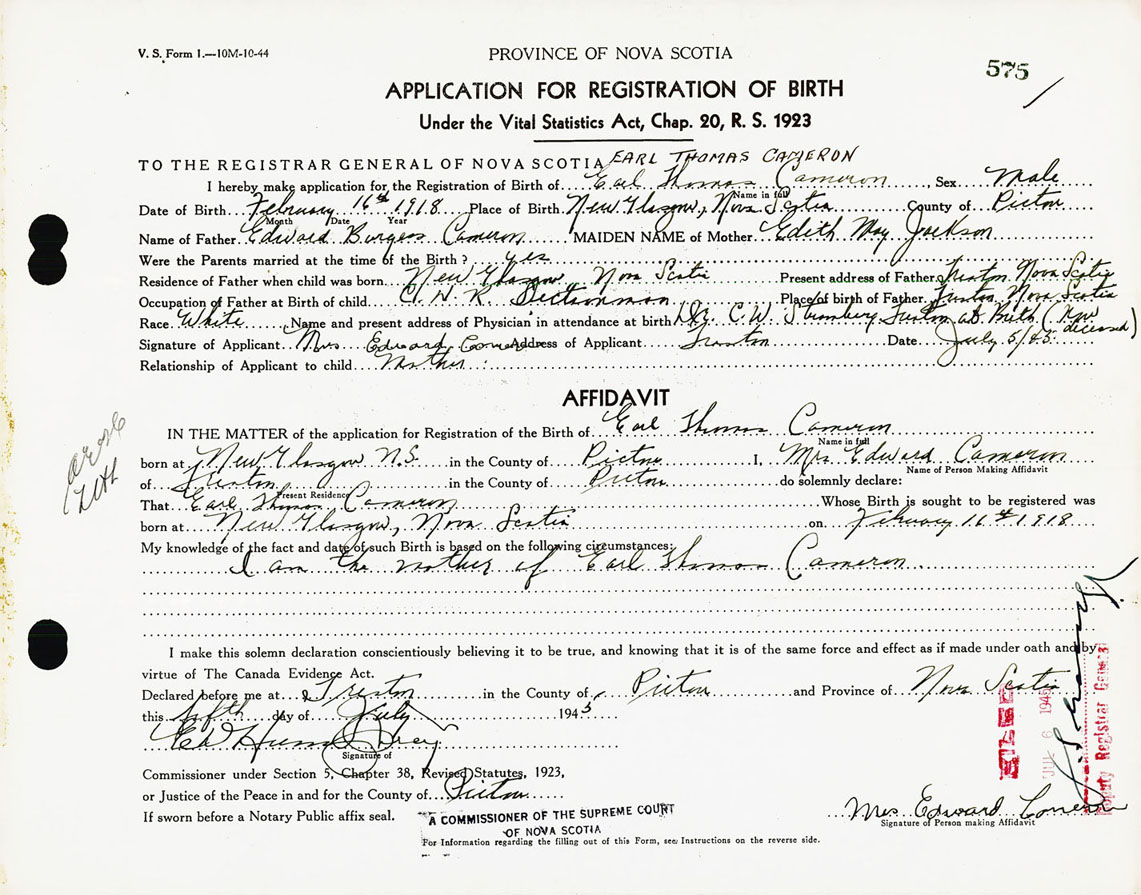 V. S. Form 1.—10M-10-44
PROVINCE OF NOVA SCOTIA
575
APPLICATION FOR REGISTRATION OF BIRTH
Under the Vital Statistics Act, Chap. 20, R. S. 1923
TO THE REGISTRAR GENERAL OF NOVA SCOTIA EARL THOMAS CAMERON
I hereby make application for the Registration of Birth of Earl Thomas Cameron, Sex Male
Name in full
Date of Birth February 16th 1918 Place of Birth New Glasgow, Nova Scotia County of Pictou
Month Date Year
Name of Father Edward Burgess Cameron MAIDEN NAME of Mother Edith May Jackson
Were the Parents married at the time of the Birth? yes
Residence of Father when child was born New Glasgow, Nova Scotia Present address of Father Trenton Nova Scotia
Occupation of Father at Birth of child C. N. R. Sectionman Place of birth of Father Trenton, Nova Scotia
Race White Name and present address of Physician in attendance at birth Dr. C. W. Trenton at Birth (Now
deceased)
Signature of Applicant Mrs Edward Cameron Address of Applicant Trenton Date July 5/45
Relationship of Applicant to child Mother
AFFIDAVIT
IN THE MATTER of the application for Registration of the Birth of Earl Thomas Cameron
Name in full
born at New Glasgow N.S. in the County of Pictou I, Mrs Edward Cameron
Name of Person Making Affidavit
of Trenton in the County of Pictou do solemnly declare:
Present Residence
That Earl Thomas Cameron Whose Birth is sought to be registered was
born at New Glasgow, Nova Scotia on February 16th 1918
My knowledge of the fact and date of such Birth is based on the following circumstances:
I am the mother of Earl Thomas Cameron.
I make this solemn declaration conscientiously believing it to be true, and knowing that it is of the same force and effect as if made under oath and by
virtue of The Canada Evidence Act.
Declared before me at Trenton in the County of Pictou and Province of Nova Scotia
this fifth day of July 1945
Signature of
Commissioner under Section 5, Chapter 38, Revised Statutes, 1923,
or Justice of the Peace in and for the County of Pictou
If sworn before a Notary Public affix seal.
A COMMISSIONER OF THE SUPREME COURT
OF NOVA SCOTIA
Mrs Edward Cameron
Signature of Person making Affidavit
For Information regarding the filling out of this Form, see Instructions on the reverse side.
FILED
JUL 6 1945
Deputy Registrar General